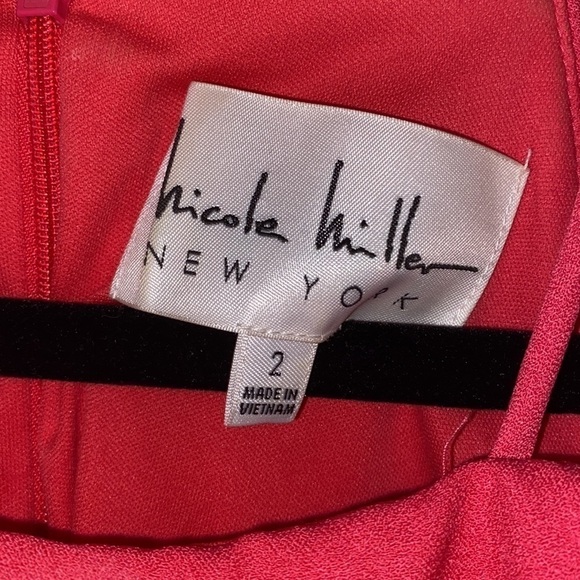 Nicole Miller
NEW YORK
2
MADE IN
VIETNAM